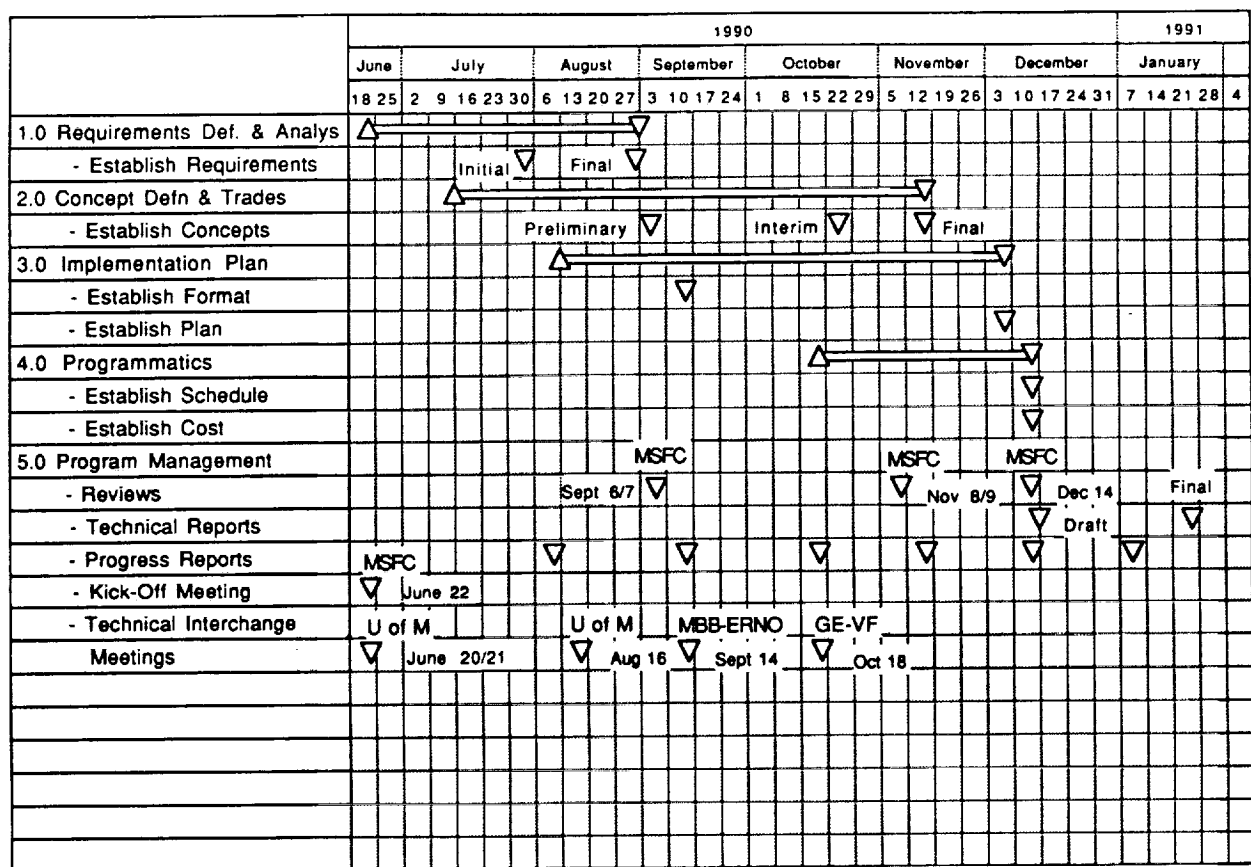 1990 1991
June July August September October November December January
18 25 2 9 16 23 30 6 13 20 27 3 10 17 24 1 8 15 22 29 5 12 19 26 3 10 17 24 31 7 14 21 28 4
1.0 Requirements Def. & Analys
- Establish Requirements Initial Final
2.0 Concept Defn & Trades
- Establish Concepts Preliminary Interim Final
3.0 Implementation Plan
- Establish Format
- Establish Plan
4.0 Programmatics
- Establish Schedule
- Establish Cost
5.0 Program Management MSFC MSFC MSFC
- Reviews Sept 6/7 Nov 8/9 Dec 14 Final
- Technical Reports Draft
- Progress Reports MSFC
- Kick-Off Meeting June 22
- Technical Interchange U of M U of M MBB-ERNO GE-VF
Meetings June 20/21 Aug 16 Sept 14 Oct 18